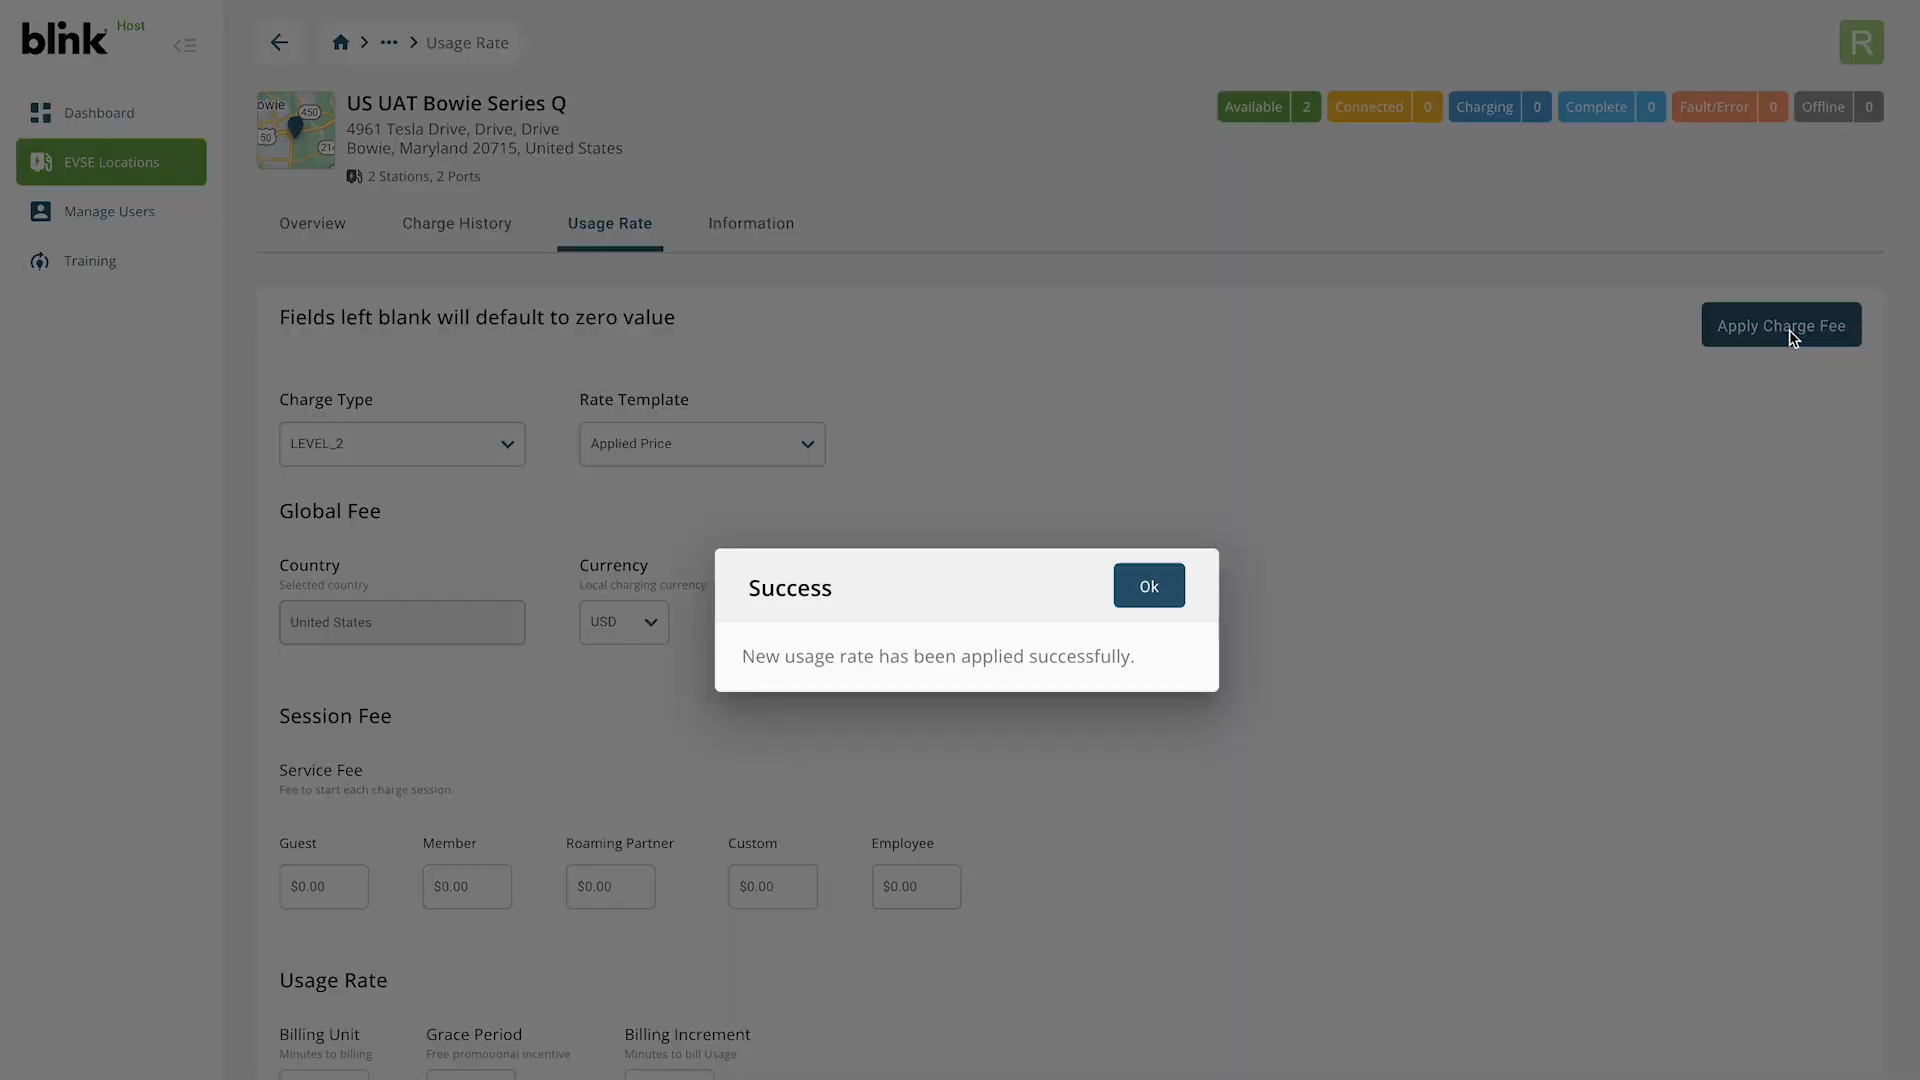 blink Host
Usage Rate
R
Dashboard
EVSE Locations
Manage Users
Training
owie
450
50
214
US UAT Bowie Series Q
4961 Tesla Drive, Drive, Drive
Bowie, Maryland 20715, United States
2 Stations, 2 Ports
Available 2
Connected 0
Charging 0
Complete 0
Fault/Error 0
Offline 0
Overview
Charge History
Usage Rate
Information
Fields left blank will default to zero value
Apply Charge Fee
Charge Type
Rate Template
LEVEL_2
Applied Price
Global Fee
Country
Selected country
United States
Currency
Local charging currency
USD
Success
Ok
New usage rate has been applied successfully.
Session Fee
Service Fee
Fee to start each charge session
Guest
Member
Roaming Partner
Custom
Employee
$0.00
$0.00
$0.00
$0.00
$0.00
Usage Rate
Billing Unit
Minutes to billing
Grace Period
Free promotional incentive
Billing Increment
Minutes to bill Usage